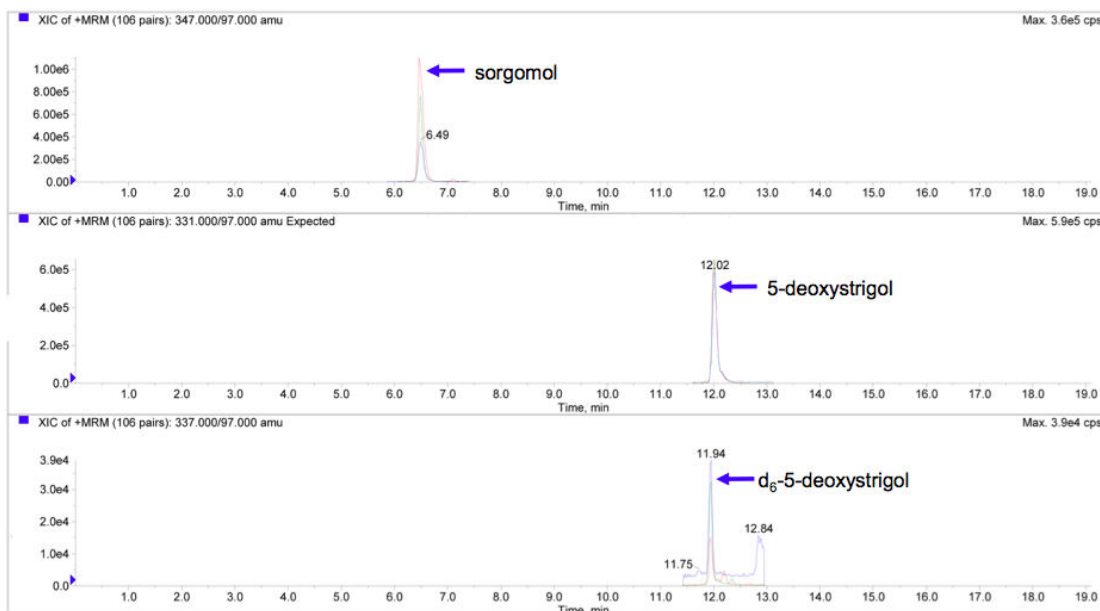 XIC of +MRM (106 pairs): 347.000/97.000 amu Max. 3.6e5 cps
sorgomol
1.00e6
8.00e5
6.00e5
4.00e5
2.00e5
0.00
6.49
1.0 2.0 3.0 4.0 5.0 6.0 7.0 8.0 9.0 10.0 11.0 12.0 13.0 14.0 15.0 16.0 17.0 18.0 19.0
Time, min
XIC of +MRM (106 pairs): 331.000/97.000 amu Expected Max. 5.9e5 cps
12.02
6.0e5
5-deoxystrigol
4.0e5
2.0e5
0.0
1.0 2.0 3.0 4.0 5.0 6.0 7.0 8.0 9.0 10.0 11.0 12.0 13.0 14.0 15.0 16.0 17.0 18.0 19.0
Time, min
XIC of +MRM (106 pairs): 337.000/97.000 amu Max. 3.9e4 cps
11.94
3.9e4
d₆-5-deoxystrigol
3.0e4
2.0e4
12.84
1.0e4
11.75
0.0
1.0 2.0 3.0 4.0 5.0 6.0 7.0 8.0 9.0 10.0 11.0 12.0 13.0 14.0 15.0 16.0 17.0 18.0 19.0
Time, min